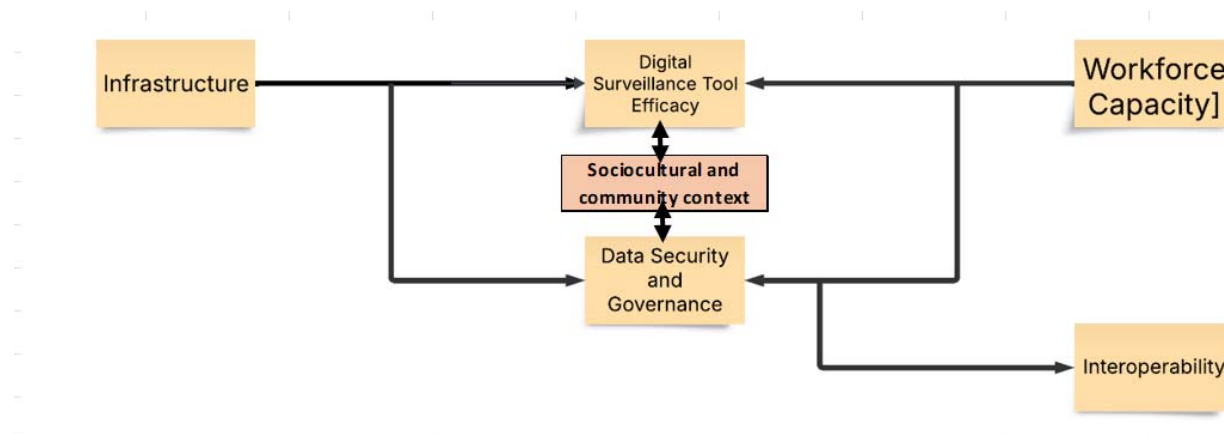 Infrastructure
Digital
Surveillance Tool
Efficacy
Workforce
Capacity]
Sociocultural and
community context
Data Security
and
Governance
Interoperability